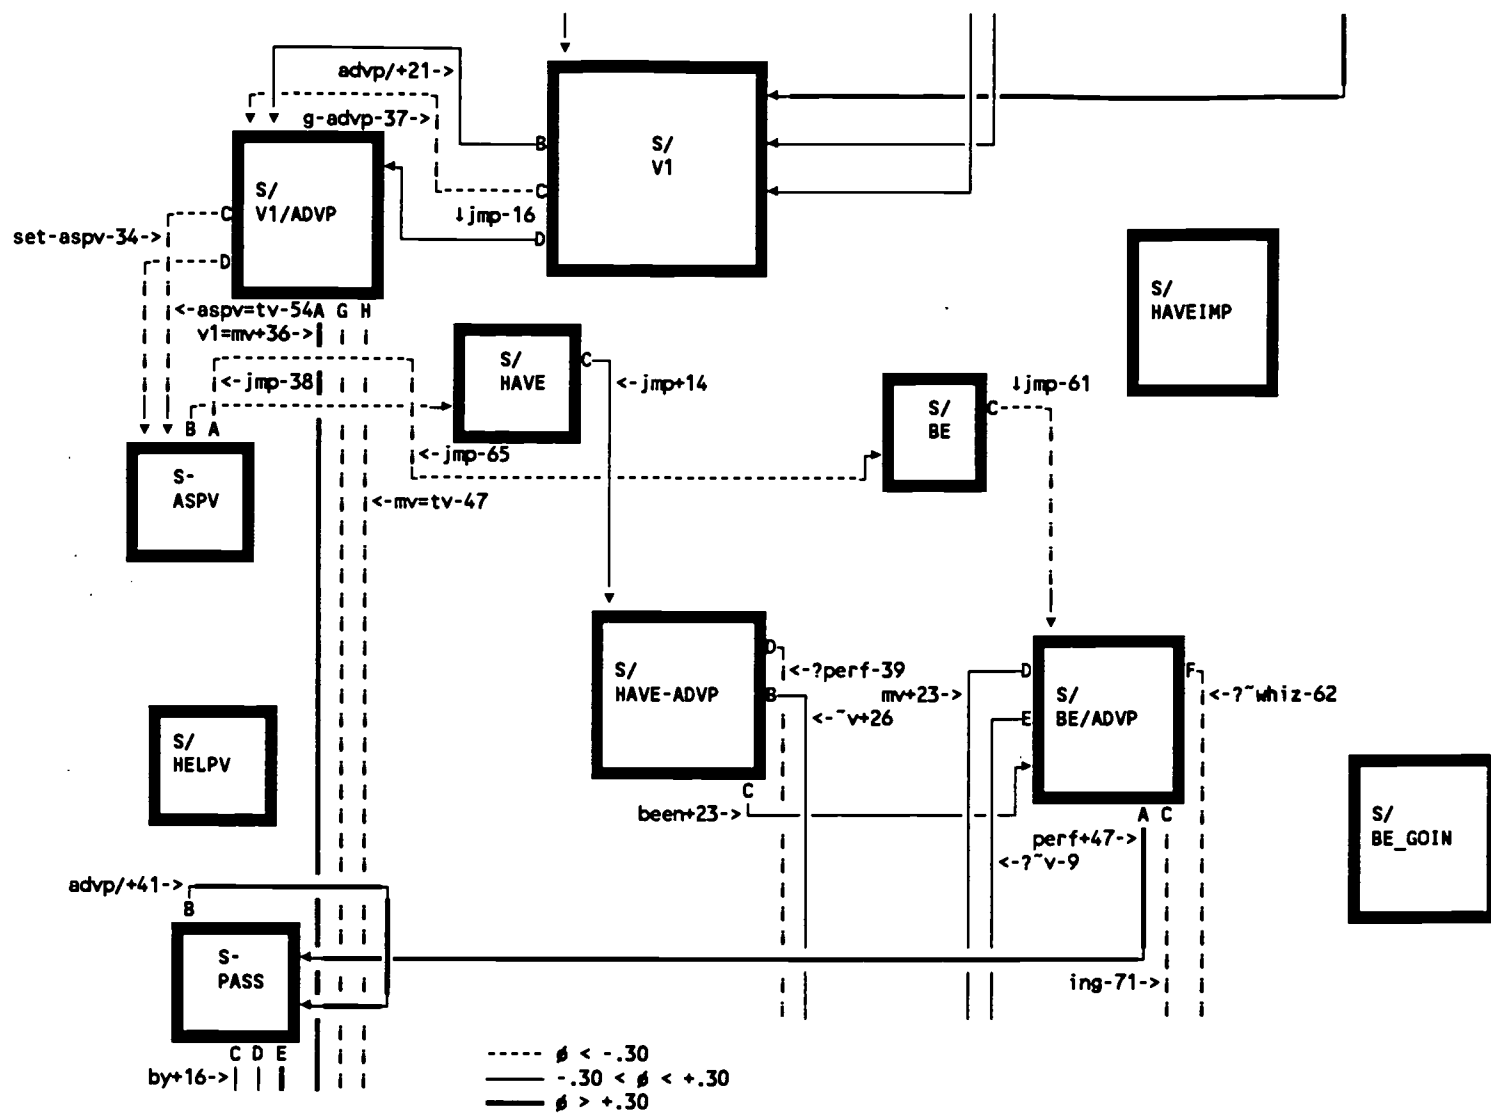 advp/+21->
g-advp-37->
B
S/
V1
S/
V1/ADVP
C
C
↓jmp-16
set-aspv-34->
D
D
S/
HAVEIMP
<-aspv=tv-54
A G H
v1=mv+36->
S/
HAVE
C
<-jmp-38
<-jmp+14
↓jmp-61
S/
BE
C
B A
<-jmp-65
S-
ASPV
<-mv=tv-47
D
<-?perf-39
S/
HAVE-ADVP
B
mv+23->
D
S/
BE/ADVP
F
<-?~whiz-62
<-~v+26
E
S/
HELPV
C
been+23->
A C
perf+47->
<-?~v-9
S/
BE_GOIN
advp/+41->
B
S-
PASS
ing-71->
C D E
by+16->
ø < -.30
-.30 < ø < +.30
ø > +.30